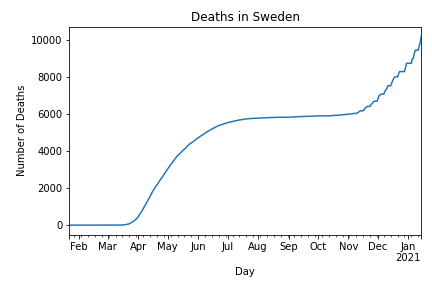 Deaths in Sweden
Number of Deaths
10000
8000
6000
4000
2000
0
Feb Mar Apr May Jun Jul Aug Sep Oct Nov Dec Jan
2021
Day